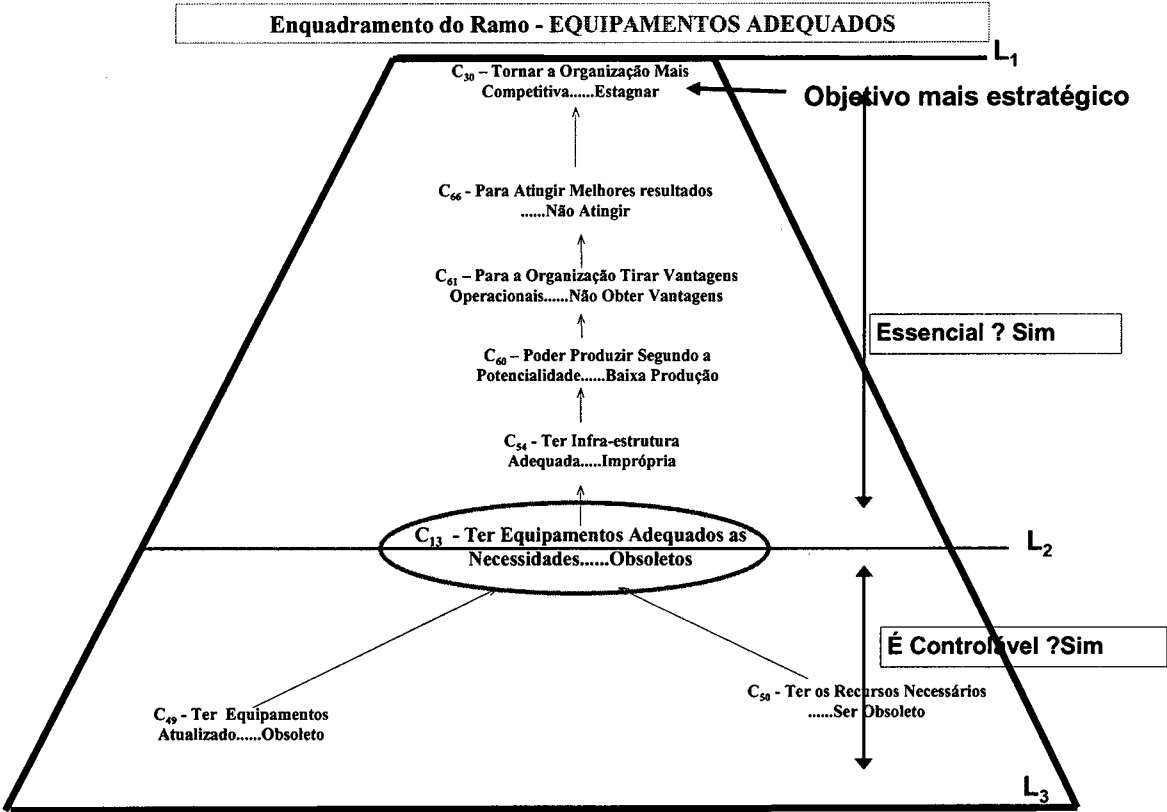 Enquadramento do Ramo - EQUIPAMENTOS ADEQUADOS
L₁
C₃₀ – Tornar a Organização Mais
Competitiva......Estagnar
Objetivo mais estratégico
C₆₆ - Para Atingir Melhores resultados
......Não Atingir
C₆₁ – Para a Organização Tirar Vantagens
Operacionais......Não Obter Vantagens
Essencial ? Sim
C₆₀ – Poder Produzir Segundo a
Potencialidade......Baixa Produção
C₅₄ - Ter Infra-estrutura
Adequada.....Imprópria
C₁₃ - Ter Equipamentos Adequados as
Necessidades......Obsoletos
L₂
É Controlável ?Sim
C₅₀ - Ter os Recursos Necessários
......Ser Obsoleto
C₄₉ - Ter Equipamentos
Atualizado......Obsoleto
L₃